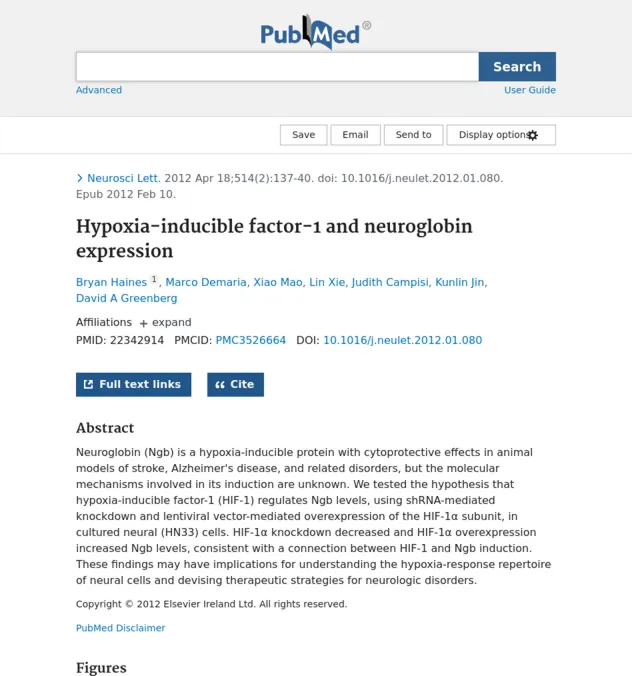 PubMed®
Search
Advanced
User Guide
Save
Email
Send to
Display options
Neurosci Lett. 2012 Apr 18;514(2):137-40. doi: 10.1016/j.neulet.2012.01.080.
Epub 2012 Feb 10.
Hypoxia-inducible factor-1 and neuroglobin
expression
Bryan Haines 1, Marco Demaria, Xiao Mao, Lin Xie, Judith Campisi, Kunlin Jin,
David A Greenberg
Affiliations + expand
PMID: 22342914 PMCID: PMC3526664 DOI: 10.1016/j.neulet.2012.01.080
Full text links
Cite
Abstract
Neuroglobin (Ngb) is a hypoxia-inducible protein with cytoprotective effects in animal
models of stroke, Alzheimer's disease, and related disorders, but the molecular
mechanisms involved in its induction are unknown. We tested the hypothesis that
hypoxia-inducible factor-1 (HIF-1) regulates Ngb levels, using shRNA-mediated
knockdown and lentiviral vector-mediated overexpression of the HIF-1α subunit, in
cultured neural (HN33) cells. HIF-1α knockdown decreased and HIF-1α overexpression
increased Ngb levels, consistent with a connection between HIF-1 and Ngb induction.
These findings may have implications for understanding the hypoxia-response repertoire
of neural cells and devising therapeutic strategies for neurologic disorders.
Copyright © 2012 Elsevier Ireland Ltd. All rights reserved.
PubMed Disclaimer
Figures